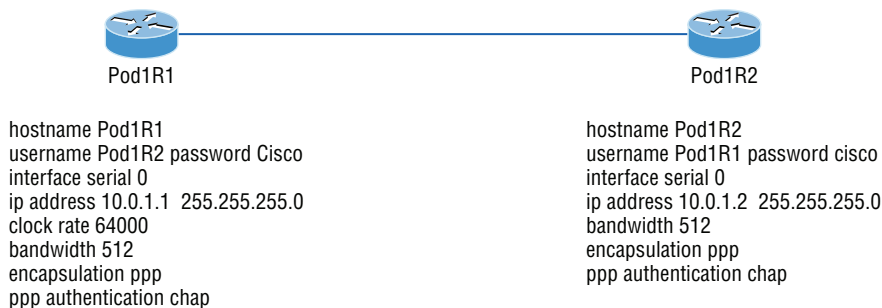 Pod1R1
Pod1R2
hostname Pod1R1
username Pod1R2 password Cisco
interface serial 0
ip address 10.0.1.1 255.255.255.0
clock rate 64000
bandwidth 512
encapsulation ppp
ppp authentication chap
hostname Pod1R2
username Pod1R1 password cisco
interface serial 0
ip address 10.0.1.2 255.255.255.0
bandwidth 512
encapsulation ppp
ppp authentication chap